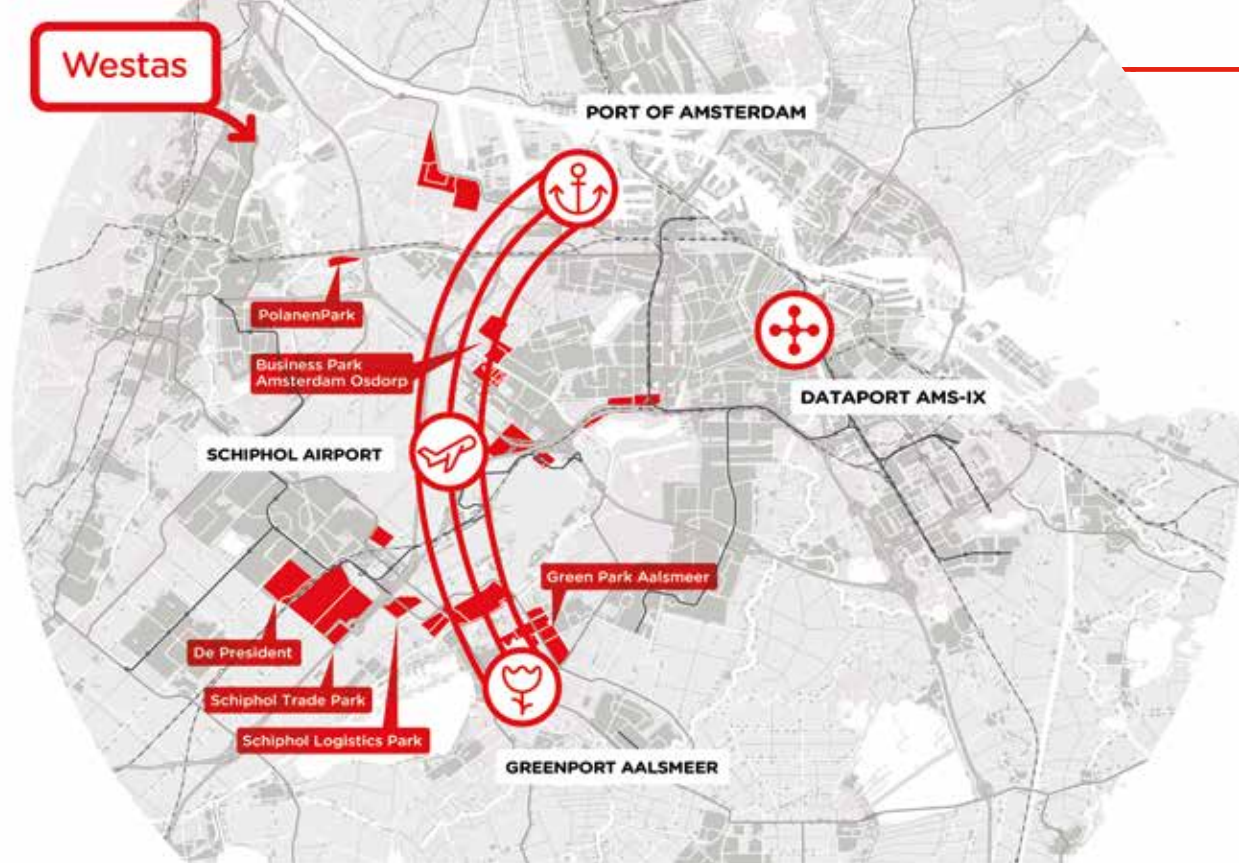 Westas
PORT OF AMSTERDAM
PolanenPark
Business Park
Amsterdam Osdorp
DATAPORT AMS-IX
SCHIPHOL AIRPORT
Green Park Aalsmeer
De President
Schiphol Trade Park
Schiphol Logistics Park
GREENPORT AALSMEER